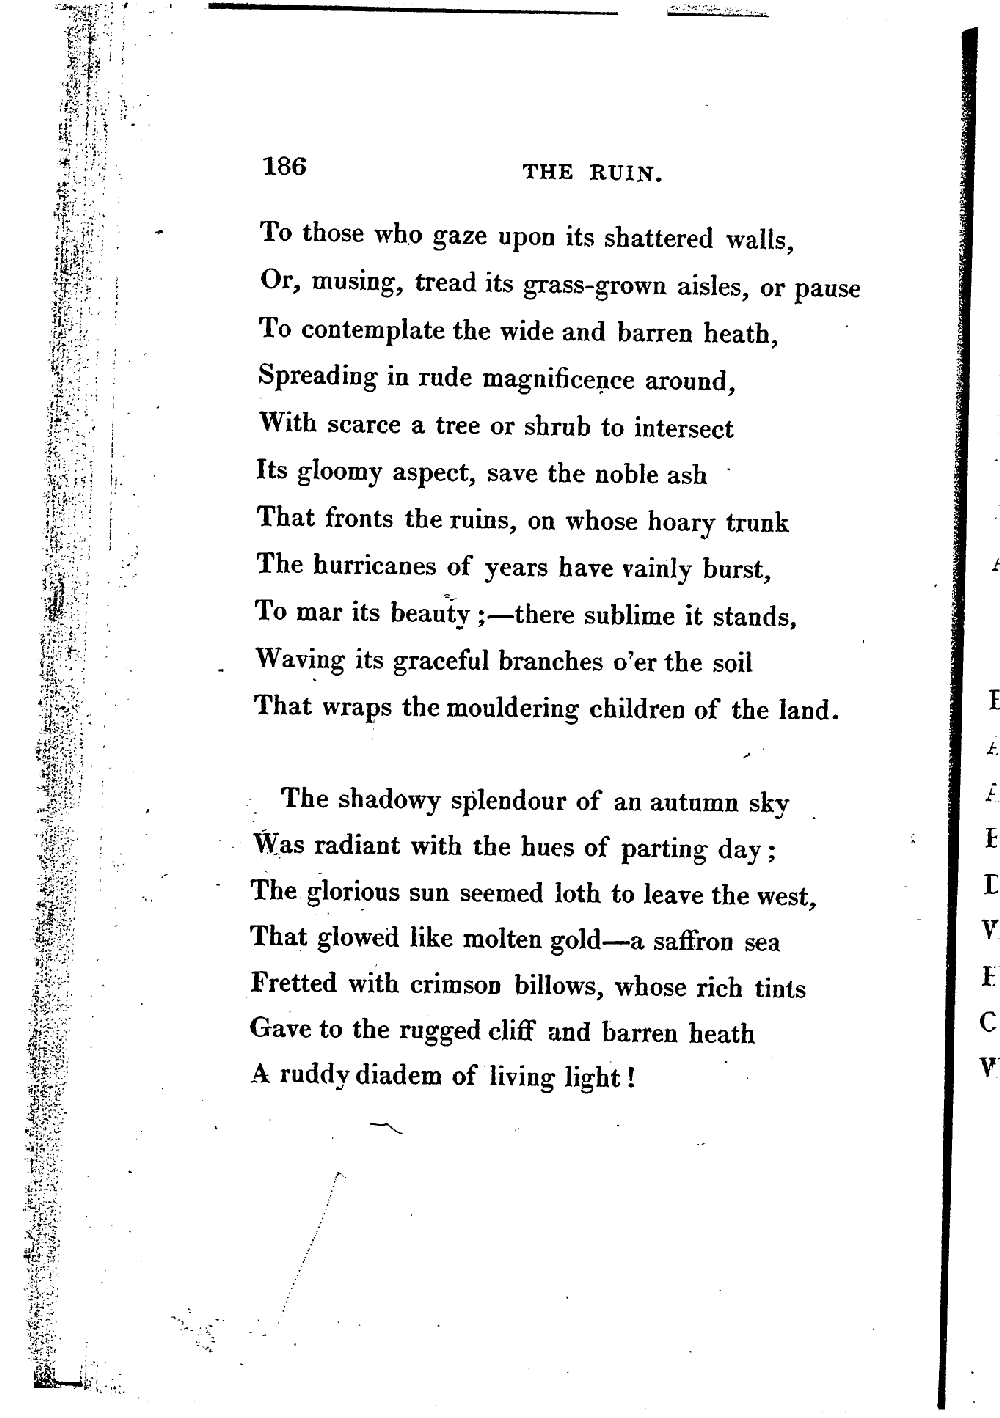 186 THE RUIN.
To those who gaze upon its shattered walls,
Or, musing, tread its grass-grown aisles, or pause
To contemplate the wide and barren heath,
Spreading in rude magnificence around,
With scarce a tree or shrub to intersect
Its gloomy aspect, save the noble ash
That fronts the ruins, on whose hoary trunk
The hurricanes of years have vainly burst,
To mar its beauty ;—there sublime it stands,
Waving its graceful branches o'er the soil
That wraps the mouldering children of the land.
The shadowy splendour of an autumn sky
Was radiant with the hues of parting day ;
The glorious sun seemed loth to leave the west,
That glowed like molten gold—a saffron sea
Fretted with crimson billows, whose rich tints
Gave to the rugged cliff and barren heath
A ruddy diadem of living light !